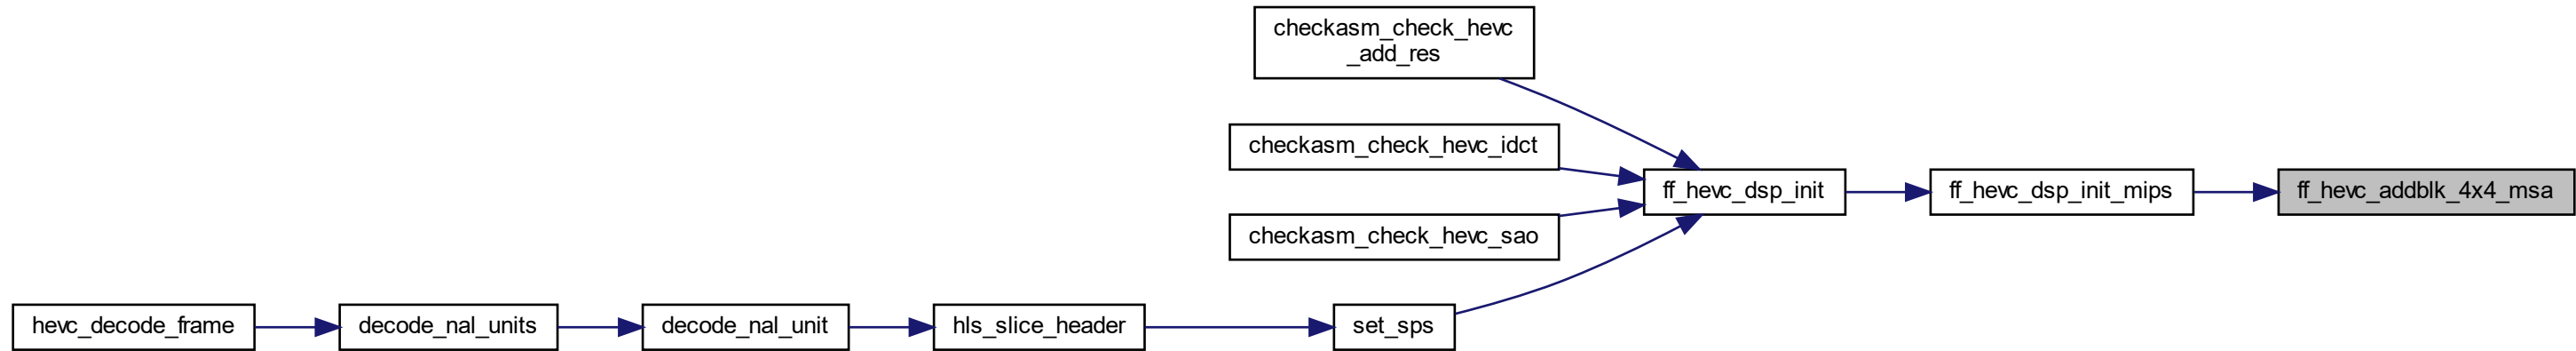 checkasm_check_hevc
_add_res
checkasm_check_hevc_idct
ff_hevc_dsp_init
ff_hevc_dsp_init_mips
ff_hevc_addblk_4x4_msa
checkasm_check_hevc_sao
hevc_decode_frame
decode_nal_units
decode_nal_unit
hls_slice_header
set_sps